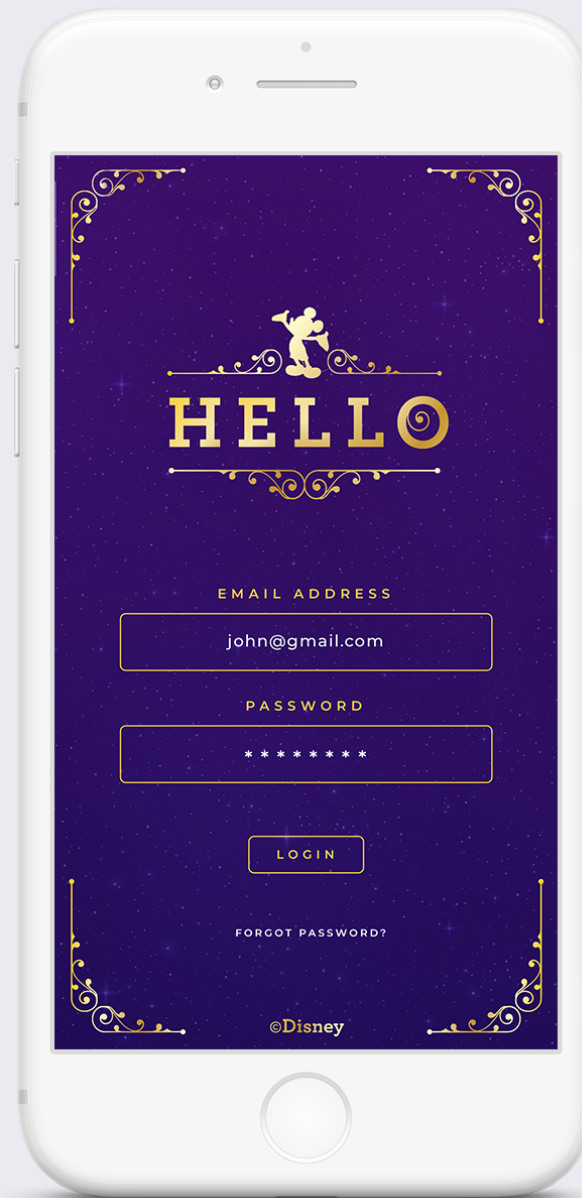 HELLO
EMAIL ADDRESS
john@gmail.com
PASSWORD
********
LOGIN
FORGOT PASSWORD?
©Disney